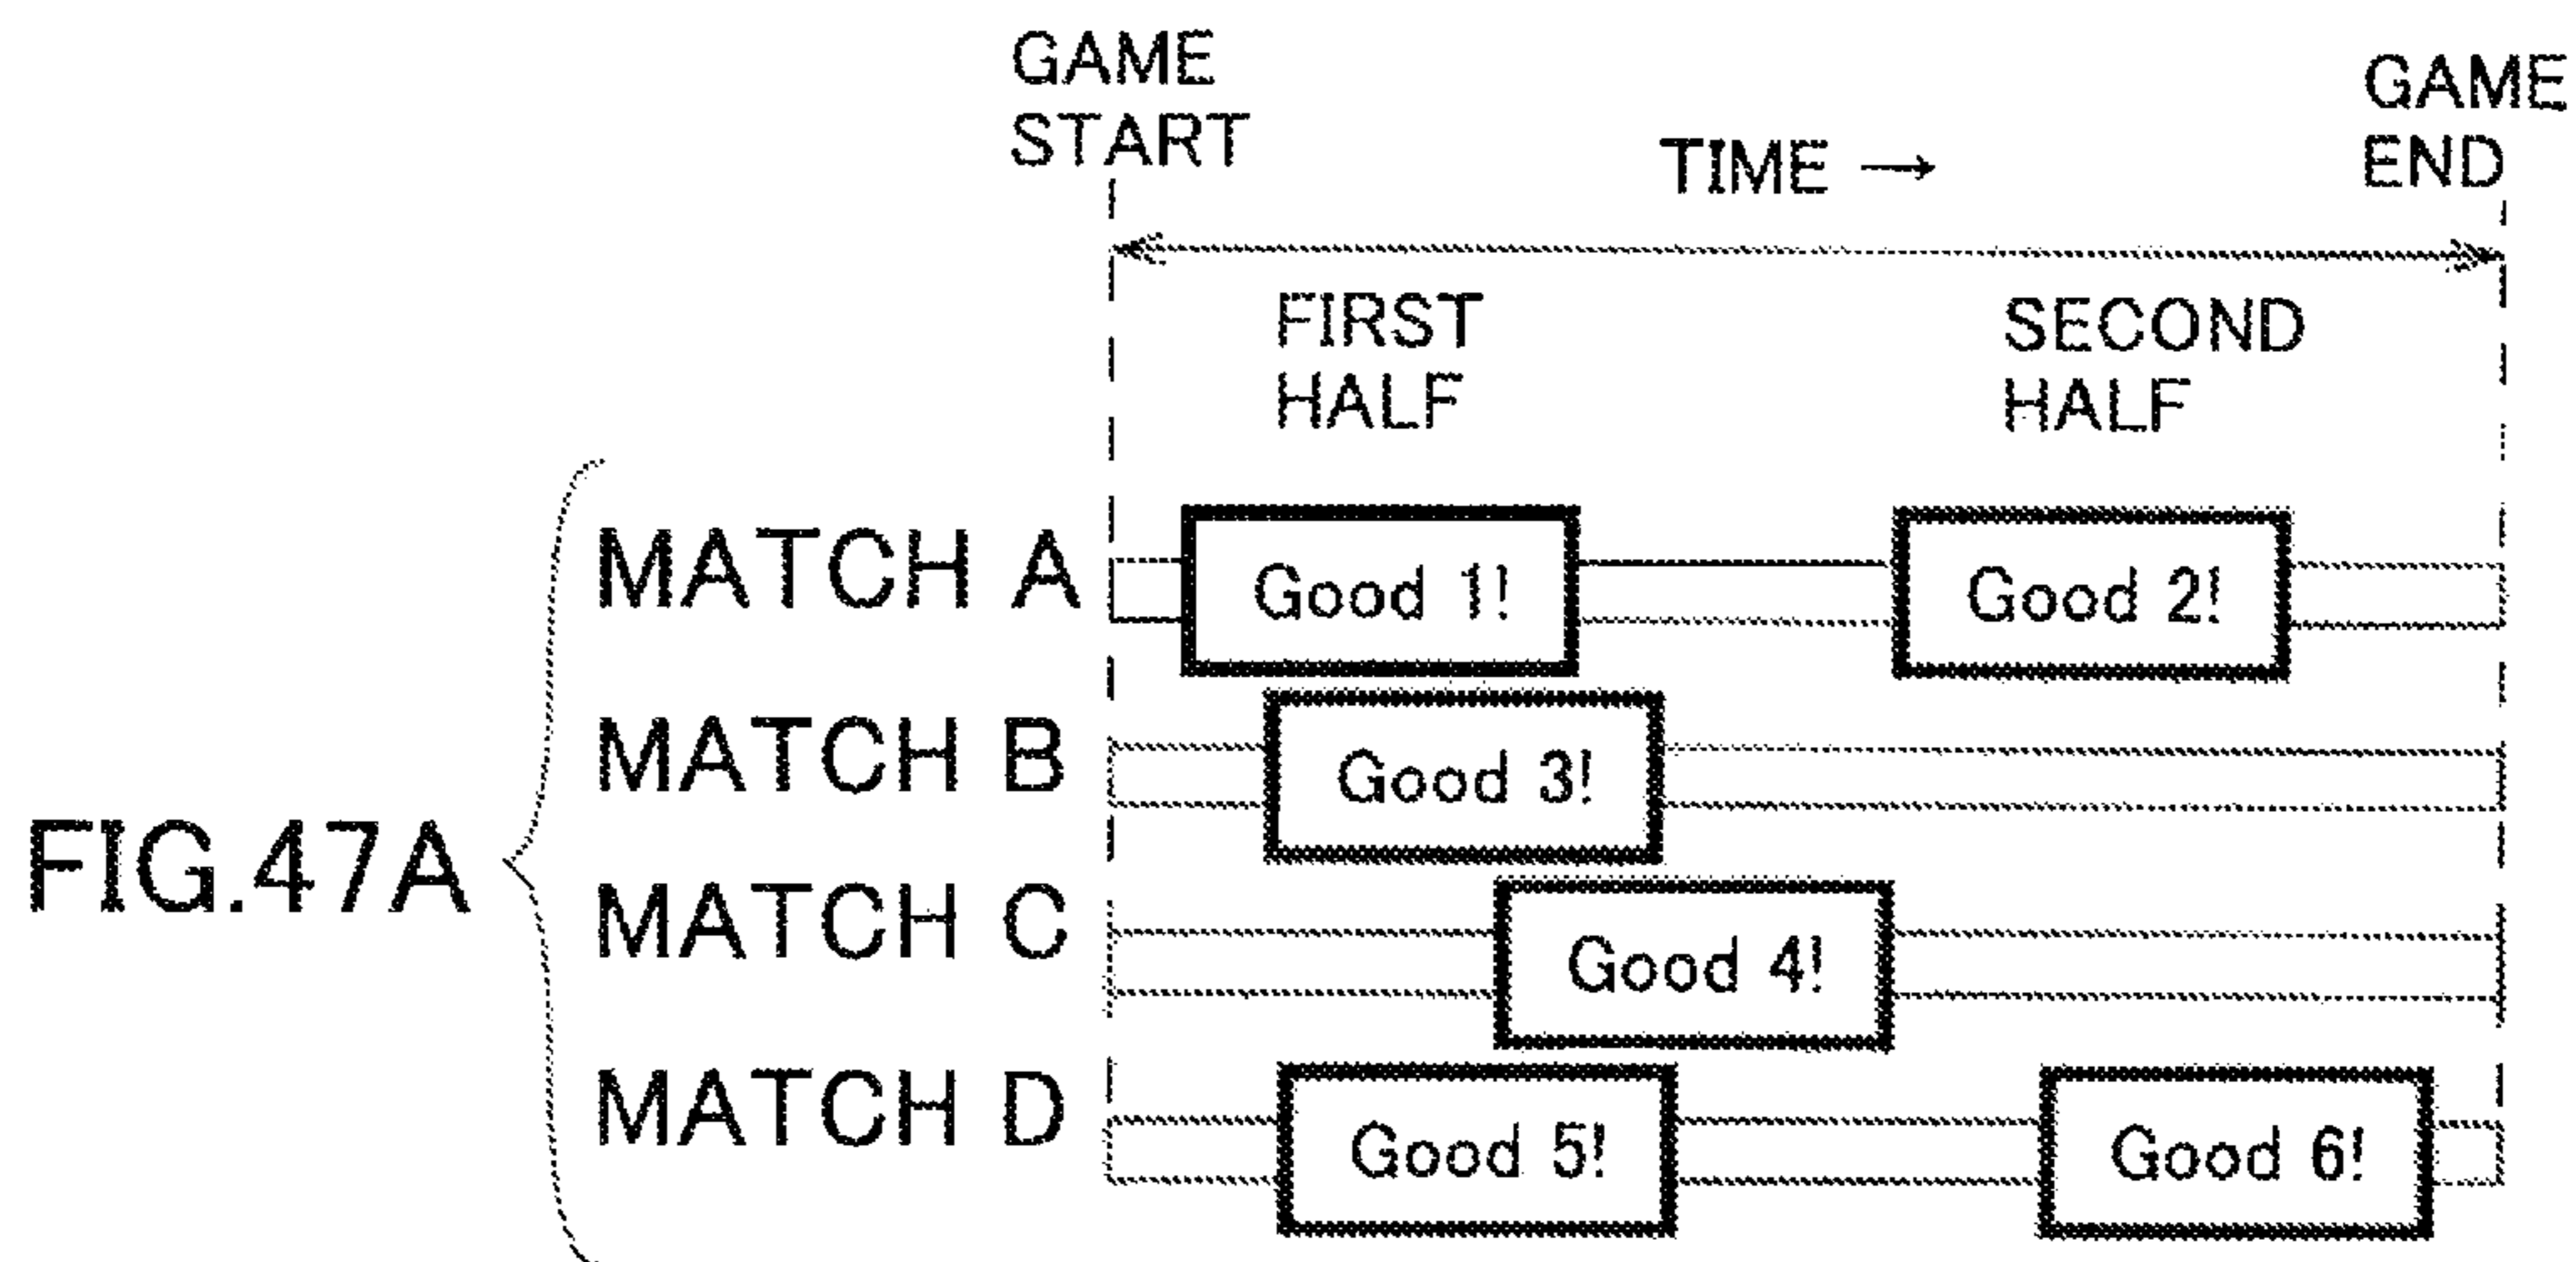 GAME
START
TIME →
GAME
END
FIRST
HALF
SECOND
HALF
MATCH A
Good 1!
Good 2!
MATCH B
Good 3!
FIG.47A
MATCH C
Good 4!
MATCH D
Good 5!
Good 6!